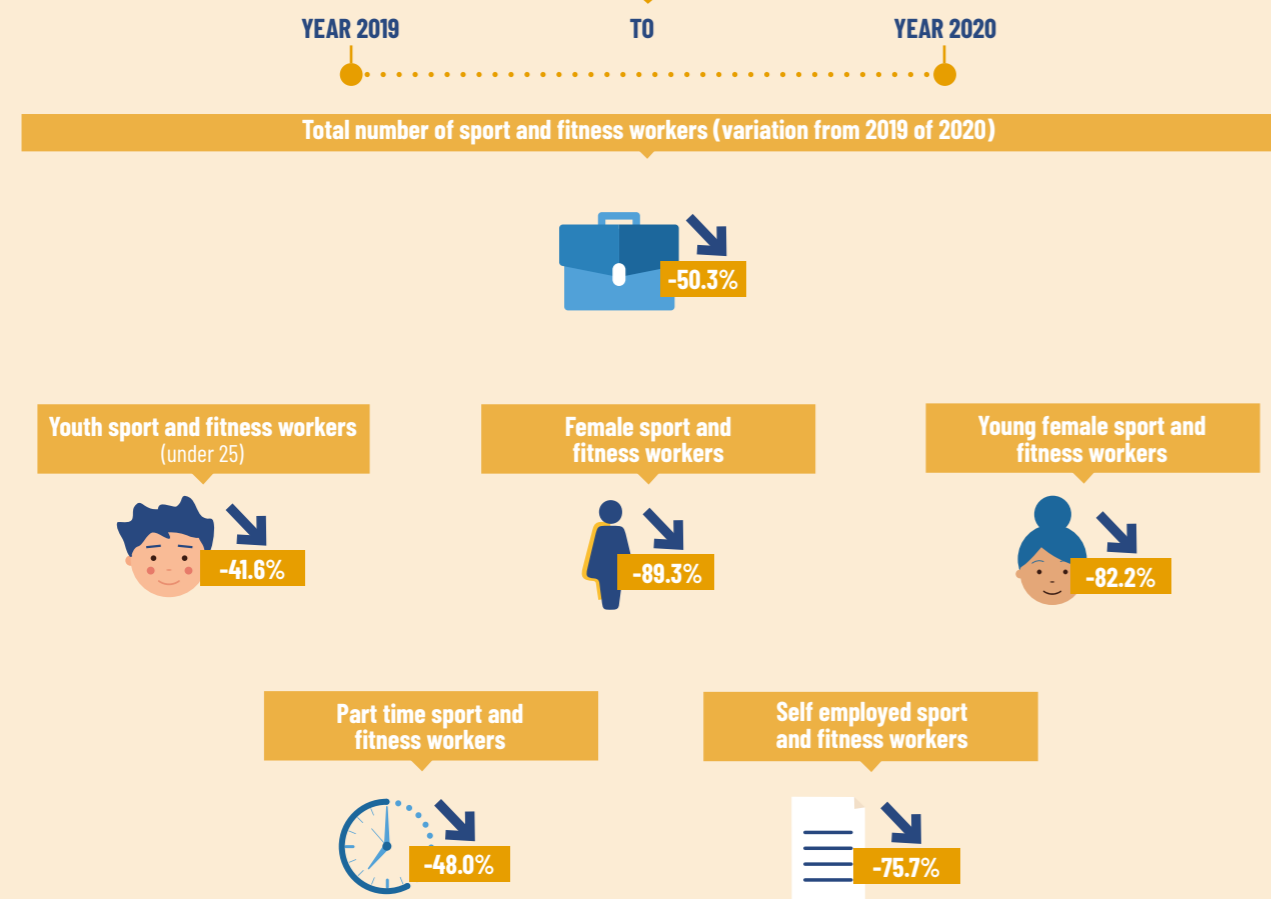 YEAR 2019 TO YEAR 2020
Total number of sport and fitness workers (variation from 2019 of 2020)
-50.3%
Youth sport and fitness workers
(under 25)
-41.6%
Female sport and
fitness workers
-89.3%
Young female sport and
fitness workers
-82.2%
Part time sport and
fitness workers
-48.0%
Self employed sport
and fitness workers
-75.7%